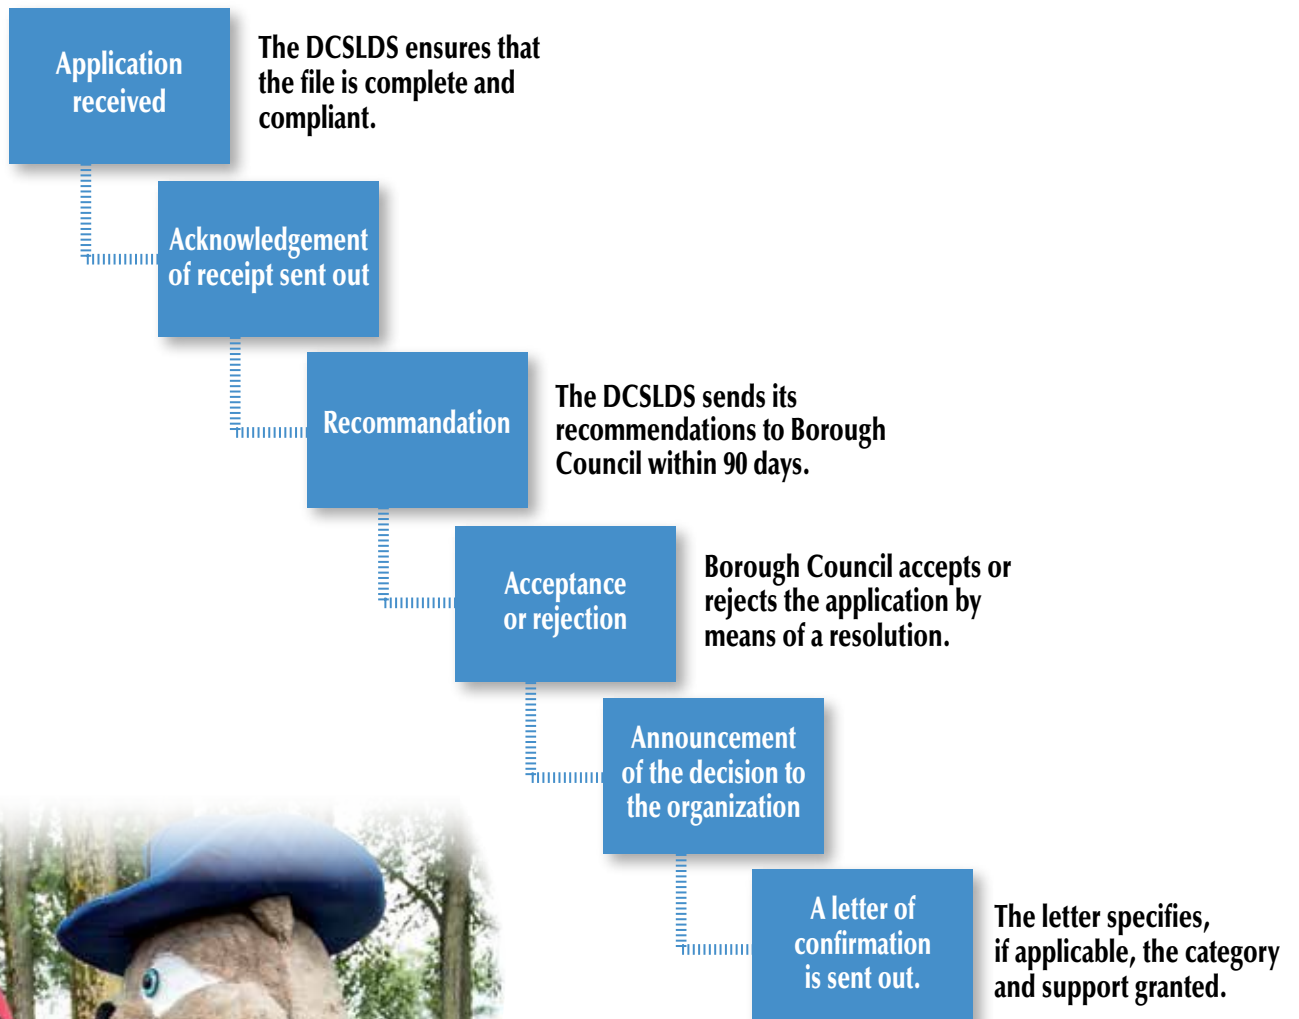 Application
received
The DCSLDS ensures that
the file is complete and
compliant.
Acknowledgement
of receipt sent out
Recommandation
The DCSLDS sends its
recommendations to Borough
Council within 90 days.
Acceptance
or rejection
Borough Council accepts or
rejects the application by
means of a resolution.
Announcement
of the decision to
the organization
A letter of
confirmation
is sent out.
The letter specifies,
if applicable, the category
and support granted.